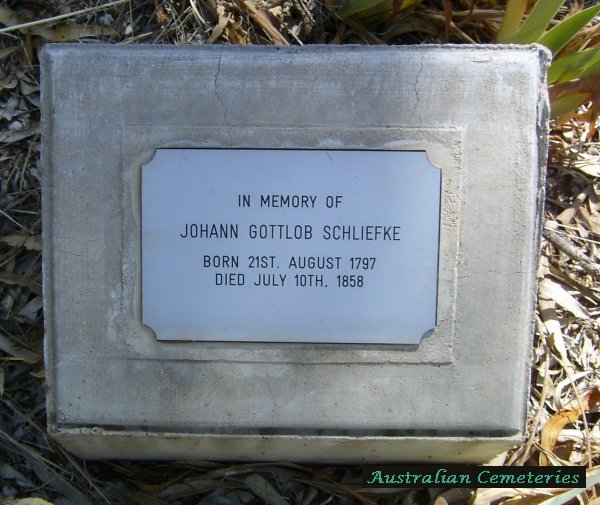 IN MEMORY OF
JOHANN GOTTLOB SCHLIEFKE
BORN 21ST. AUGUST 1797
DIED JULY 10TH, 1858
Australian Cemeteries